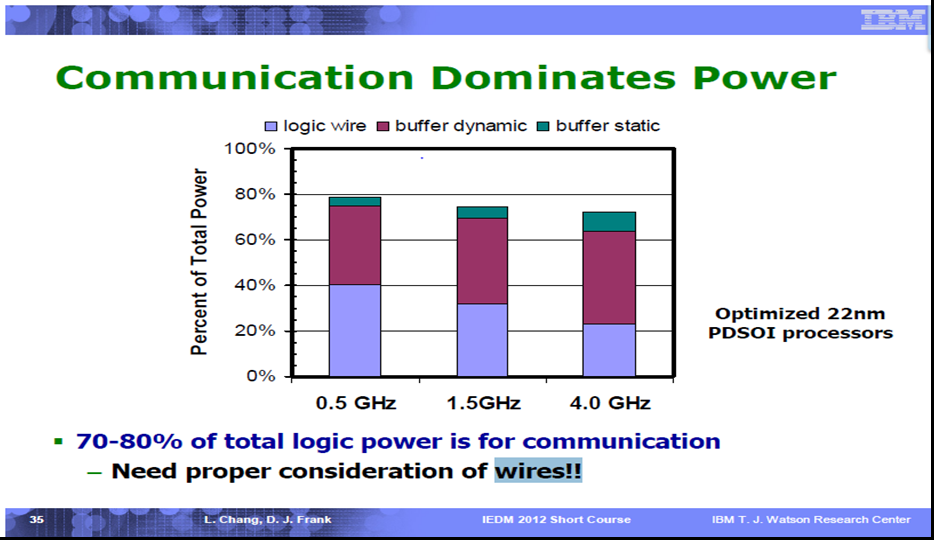 IBM
Communication Dominates Power
logic wire buffer dynamic buffer static
100%
80%
60%
40%
20%
0%
Percent of Total Power
0.5 GHz 1.5GHz 4.0 GHz
Optimized 22nm
PDSOI processors
70-80% of total logic power is for communication
– Need proper consideration of wires!!
35 L. Chang, D. J. Frank IEDM 2012 Short Course IBM T. J. Watson Research Center